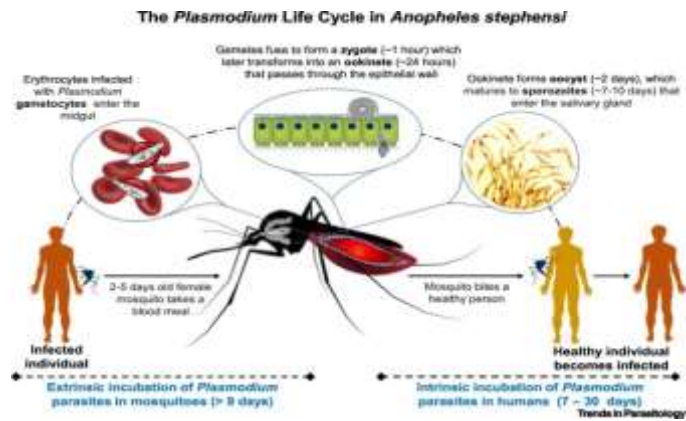 The Plasmodium Life Cycle in Anopheles stephensi
Gametes fuse to form a zygote (~1 hour) which
later transforms into an ookinete (~24 hours)
that passes through the epithelial wall
Erythrocytes infected
with Plasmodium
gametocytes enter the
midgut
Ookinete forms oocyst (~2 days), which
matures to sporozoites (~7-10 days) that
enter the salivary gland
2-5 days old female
mosquito takes a
blood meal
Mosquito bites a
healthy person
Infected
individual
Healthy individual
becomes infected
Extrinsic incubation of Plasmodium
parasites in mosquitoes (> 9 days)
Intrinsic incubation of Plasmodium
parasites in humans (7 – 30 days)
Trends in Parasitology